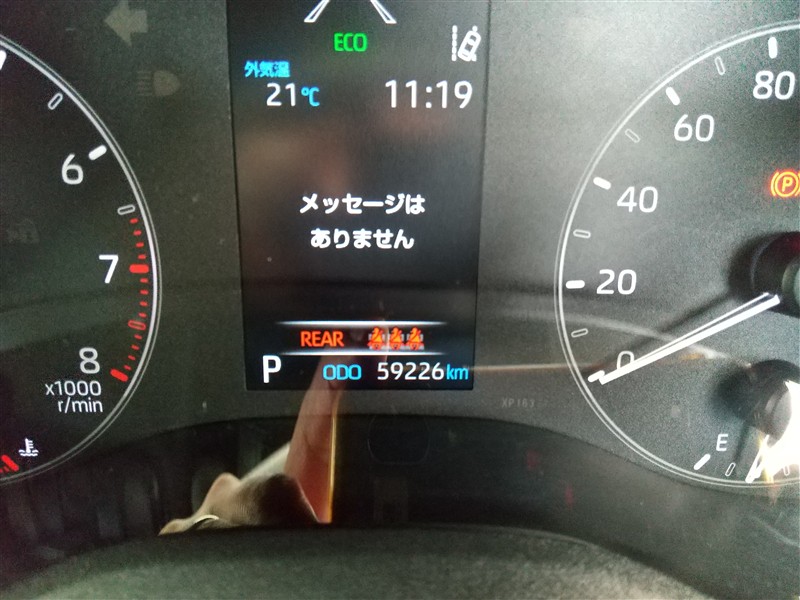 ECO
外気温
21℃ 11:19
メッセージは
ありません
REAR
P ODO 59226km
6
7
8
x1000
r/min
80
60
40
20
0
(P)
E
XP163